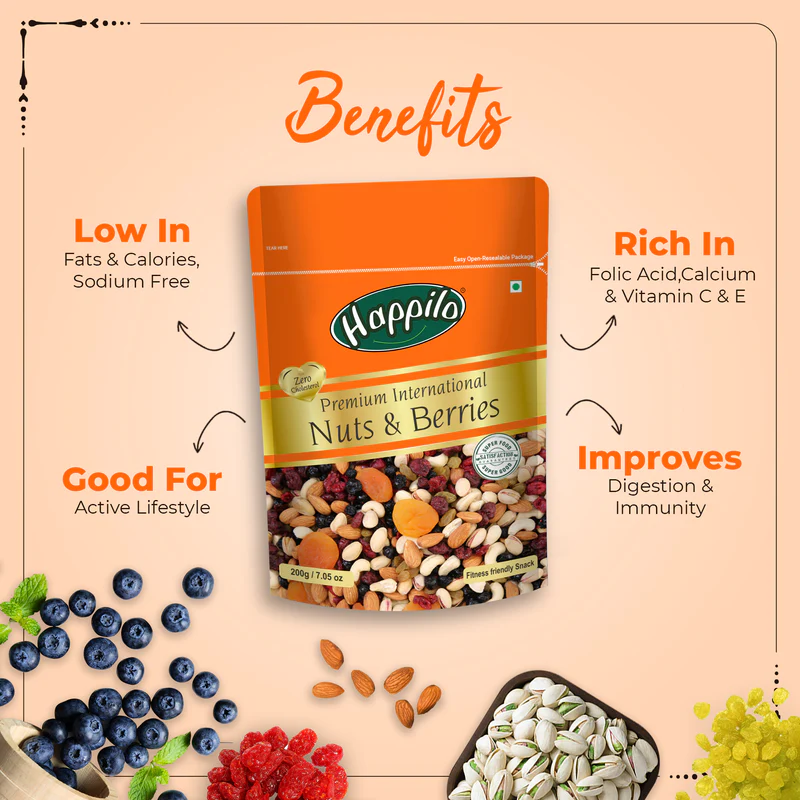 Benefits
Low In
Fats & Calories,
Sodium Free
Rich In
Folic Acid,Calcium
& Vitamin C & E
Good For
Active Lifestyle
Improves
Digestion &
Immunity
TEAR HERE
Easy Open-Resealable Package
Happilo®
Zero
Cholesterol
Premium International
Nuts & Berries
SUPER FOOD
SATISFACTION
SUPER GOOD
200g / 7.05 oz
Fitness friendly Snack